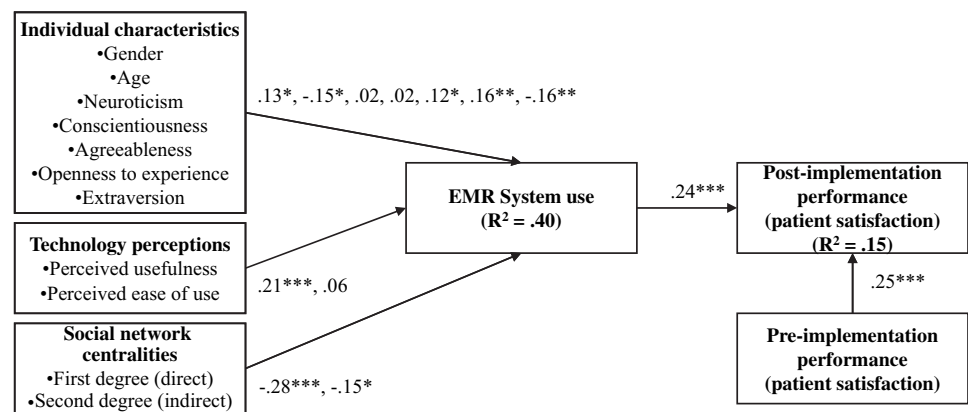 Individual characteristics
•Gender
•Age
•Neuroticism
•Conscientiousness
•Agreeableness
•Openness to experience
•Extraversion
.13*, -.15*, .02, .02, .12*, .16**, -.16**
Technology perceptions
•Perceived usefulness
•Perceived ease of use
.21***, .06
Social network
centralities
•First degree (direct)
•Second degree (indirect)
-.28***, -.15*
EMR System use
(R² = .40)
.24***
Post-implementation
performance
(patient satisfaction)
(R² = .15)
.25***
Pre-implementation
performance
(patient satisfaction)